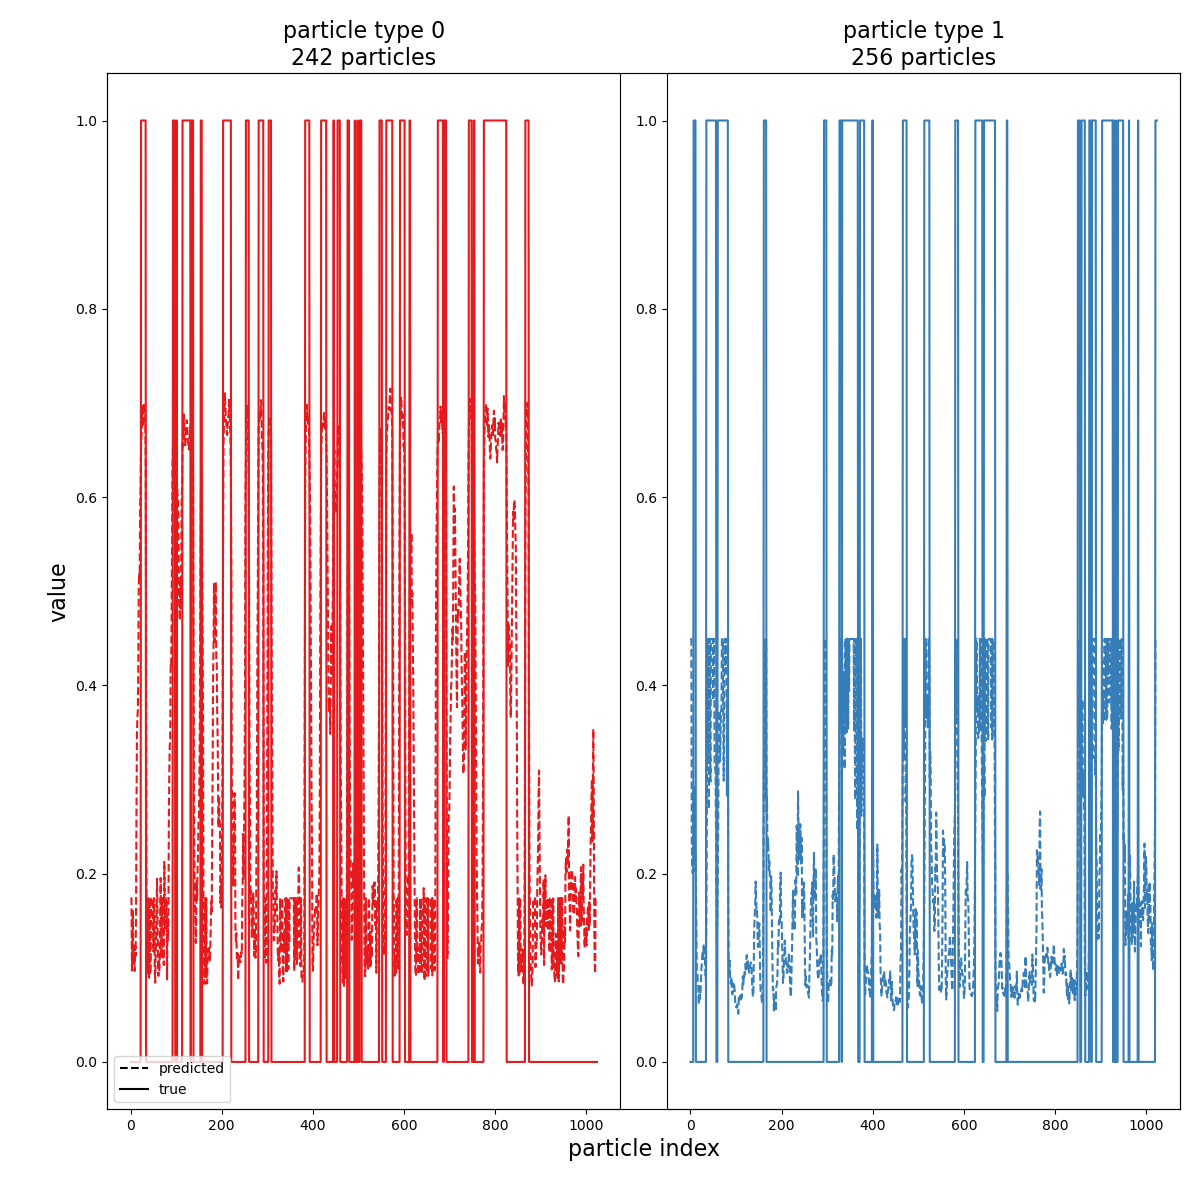 particle type 0
242 particles
particle type 1
256 particles
1.0
0.8
0.6
0.4
0.2
0.0
1.0
0.8
0.6
0.4
0.2
0.0
value
predicted
true
0 200 400 600 800 1000
0 200 400 600 800 1000
particle index